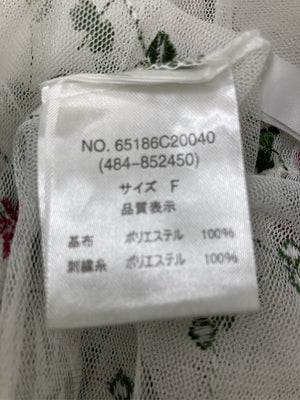 NO. 65186C20040
(484-852450)
サイズ F
品質表示
基布 ポリエステル 100%
刺繍糸 ポリエステル 100%